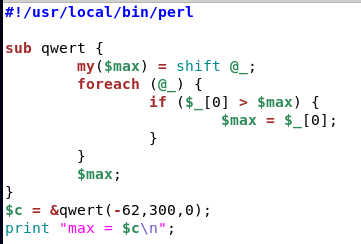 #!/usr/local/bin/perl

sub qwert {
        my($max) = shift @_;
        foreach (@_) {
                if ($_[0] > $max) {
                        $max = $_[0];
                }
        }
        $max;
}
$c = &qwert(-62,300,0);
print "max = $c\n";